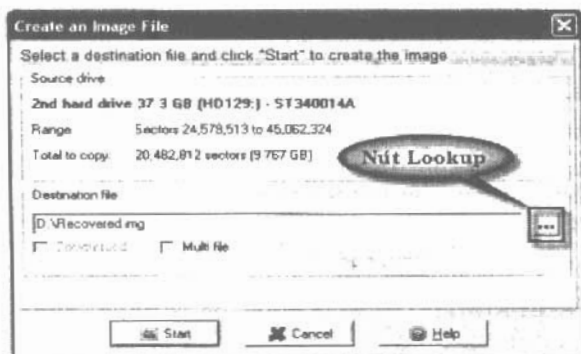 Create an Image File
Select a destination file and click "Start" to create the image
Source drive
2nd hard drive 37 3 GB (HD129:) - ST340014A
Range Sectors 24,578,513 to 45,062,324
Total to copy 20,482,812 sectors (9 767 GB)
Nút Lookup
Destination file
D:\Recovered.img
...
Multi file
Start Cancel Help